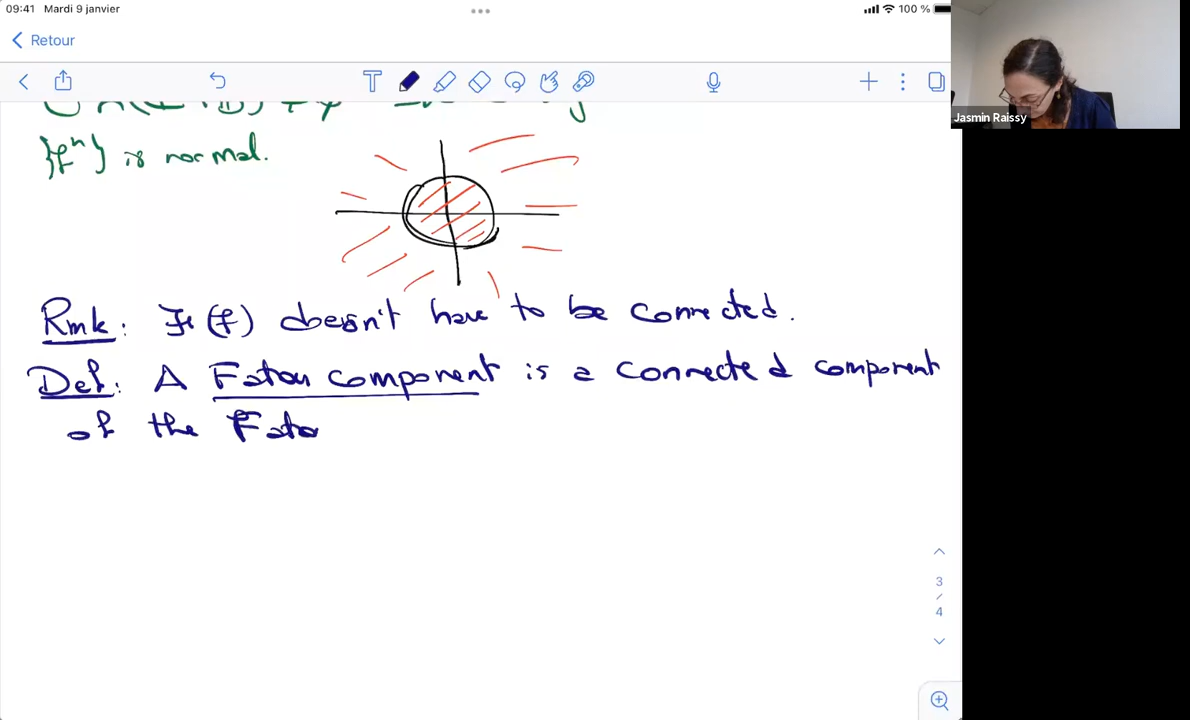 09:41 Mardi 9 janvier
100 %
Retour
Jasmin Raissy
{fⁿ} is normal.
Rmk: F(f) doesn't have to be connected.
Def: A Fatou component is a connected component
of the Fato
3
/
4